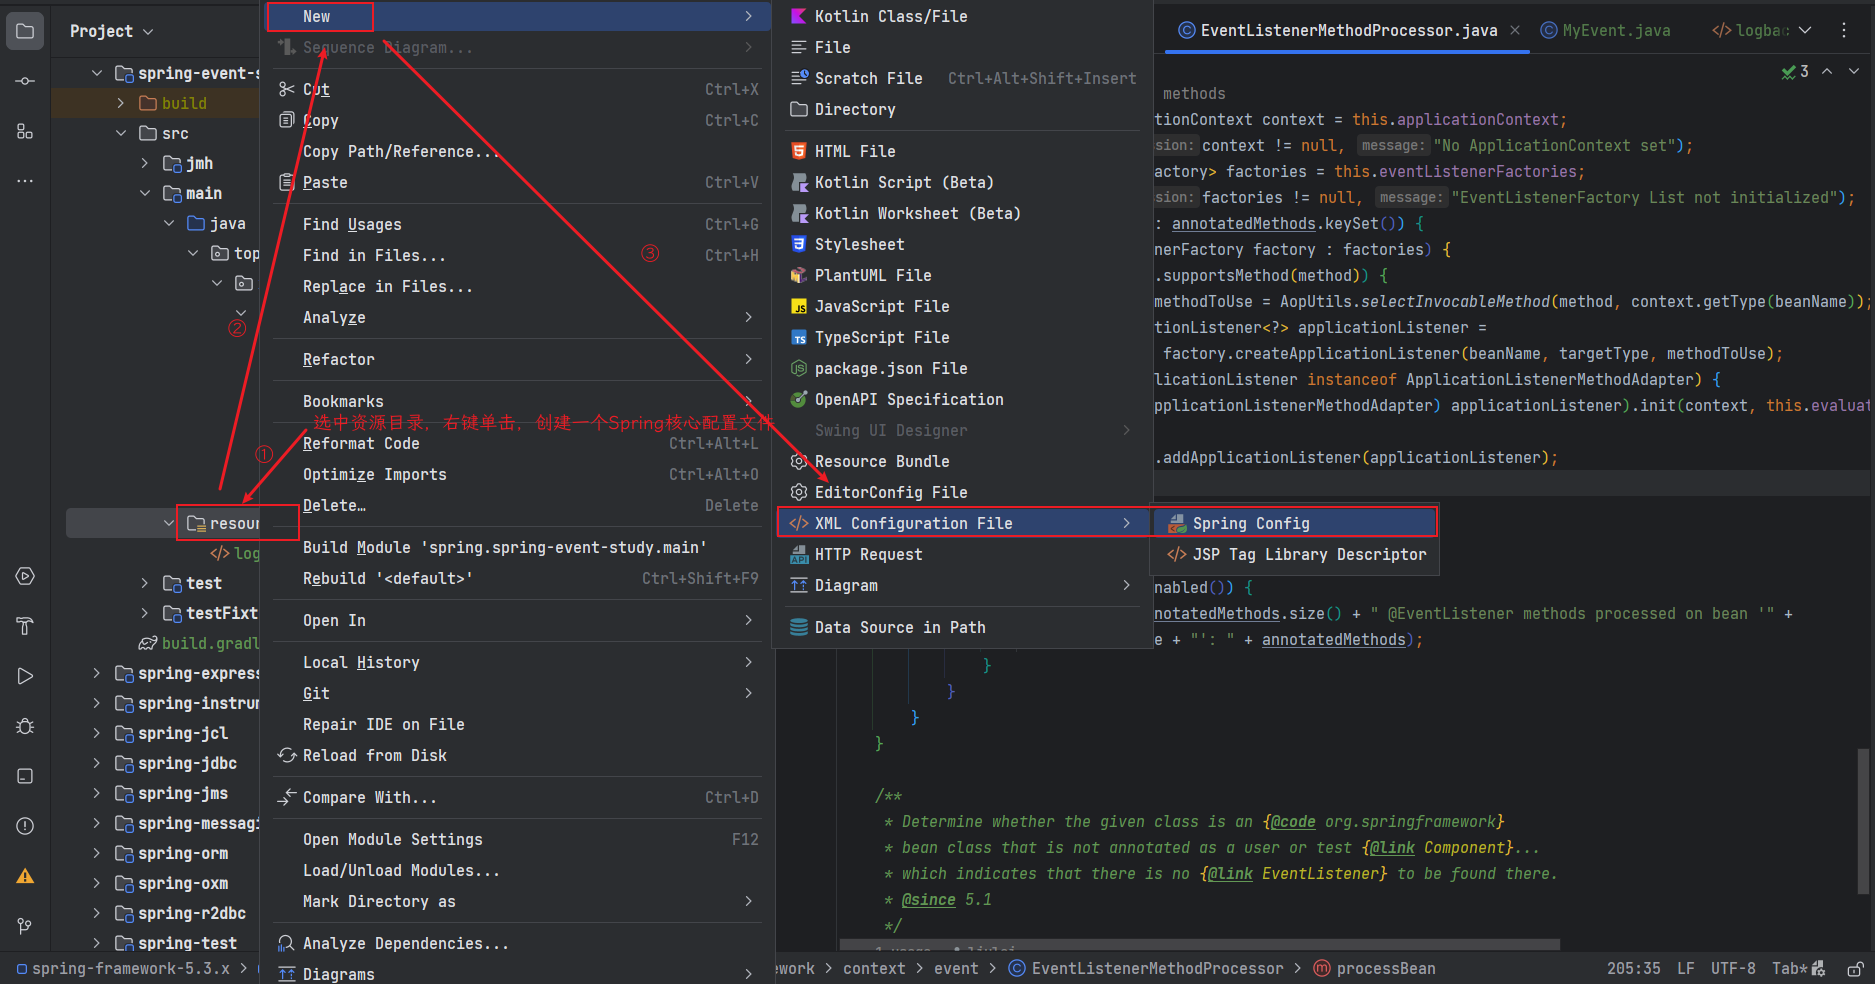 Project
spring-event-s
build
src
jmh
main
java
top
resour
log
test
testFixt
build.gradl
spring-express
spring-instrum
spring-jcl
spring-jdbc
spring-jms
spring-messagi
spring-orm
spring-oxm
spring-r2dbc
spring-test
New
Sequence Diagram...
Cut Ctrl+X
Copy Ctrl+C
Copy Path/Reference...
Paste Ctrl+V
Find Usages Ctrl+G
Find in Files... Ctrl+H
Replace in Files...
Analyze
Refactor
Bookmarks
选中资源目录，右键单击，创建一个Spring核心配置文件
①
②
③
Reformat Code Ctrl+Alt+L
Optimize Imports Ctrl+Alt+O
Delete… Delete
Build Module 'spring.spring-event-study.main'
Rebuild '<default>' Ctrl+Shift+F9
Open In
Local History
Git
Repair IDE on File
Reload from Disk
Compare With... Ctrl+D
Open Module Settings F12
Load/Unload Modules...
Mark Directory as
Analyze Dependencies...
Diagrams
Kotlin Class/File
File
Scratch File Ctrl+Alt+Shift+Insert
Directory
HTML File
Kotlin Script (Beta)
Kotlin Worksheet (Beta)
Stylesheet
PlantUML File
JavaScript File
TypeScript File
package.json File
OpenAPI Specification
Swing UI Designer
Resource Bundle
EditorConfig File
XML Configuration File
HTTP Request
Diagram
Data Source in Path
Spring Config
JSP Tag Library Descriptor
EventListenerMethodProcessor.java MyEvent.java logbac
3
methods
tionContext context = this.applicationContext;
ssion: context != null, message: "No ApplicationContext set");
actory> factories = this.eventListenerFactories;
ssion: factories != null, message: "EventListenerFactory List not initialized");
: annotatedMethods.keySet()) {
nerFactory factory : factories) {
.supportsMethod(method)) {
methodToUse = AopUtils.selectInvocableMethod(method, context.getType(beanName));
tionListener<?> applicationListener =
factory.createApplicationListener(beanName, targetType, methodToUse);
licationListener instanceof ApplicationListenerMethodAdapter) {
pplicationListenerMethodAdapter) applicationListener).init(context, this.evaluat
.addApplicationListener(applicationListener);
nabled()) {
notatedMethods.size() + " @EventListener methods processed on bean '" +
e + "': " + annotatedMethods);
}
}
}
}
/**
* Determine whether the given class is an {@code org.springframework}
* bean class that is not annotated as a user or test {@link Component}...
* which indicates that there is no {@link EventListener} to be found there.
* @since 5.1
*/
spring-framework-5.3.x > ework > context > event > EventListenerMethodProcessor > processBean 205:35 LF UTF-8 Tab*